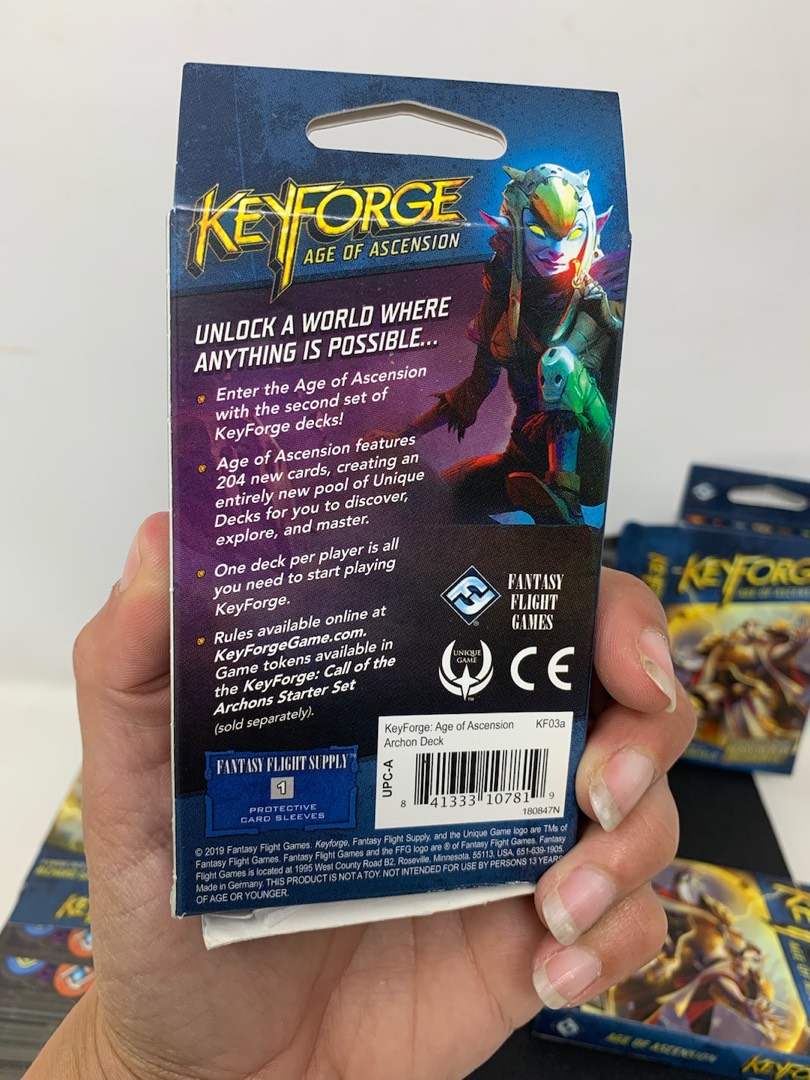 KEYFORGE
AGE OF ASCENSION
UNLOCK A WORLD WHERE
ANYTHING IS POSSIBLE...
Enter the Age of Ascension
with the second set of
KeyForge decks!
Age of Ascension features
204 new cards, creating an
entirely new pool of Unique
Decks for you to discover,
explore, and master.
One deck per player is all
you need to start playing
KeyForge.
Rules available online at
KeyForgeGame.com.
Game tokens available in
the KeyForge: Call of the
Archons Starter Set
(sold separately).
FANTASY
FLIGHT
GAMES
UNIQUE
GAME
TM
CE
FANTASY FLIGHT SUPPLY
1
PROTECTIVE
CARD SLEEVES
KeyForge: Age of Ascension KF03a
Archon Deck
UPC-A
8 41333 10781 9
180847N
© 2019 Fantasy Flight Games. Keyforge, Fantasy Flight Supply, and the Unique Game logo are TMs of
Fantasy Flight Games. Fantasy Flight Games and the FFG logo are ® of Fantasy Flight Games. Fantasy
Flight Games is located at 1995 West County Road B2, Roseville, Minnesota, 55113, USA, 651-639-1905.
Made in Germany. THIS PRODUCT IS NOT A TOY. NOT INTENDED FOR USE BY PERSONS 13 YEARS
OF AGE OR YOUNGER.
KEYFORG
AGE OF ASCEN
AGE OF ASCENSION
KEYFO